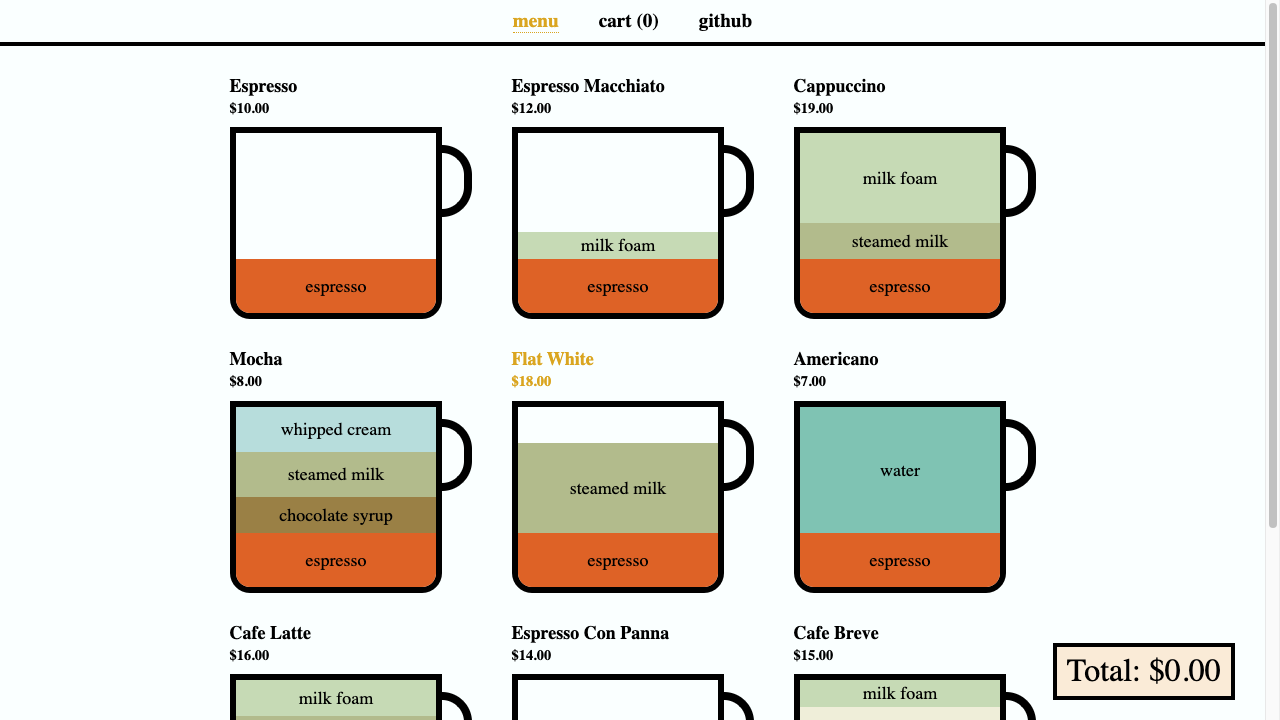 menu cart (0) github
Espresso
$10.00
espresso
Espresso Macchiato
$12.00
milk foam
espresso
Cappuccino
$19.00
milk foam
steamed milk
espresso
Mocha
$8.00
whipped cream
steamed milk
chocolate syrup
espresso
Flat White
$18.00
steamed milk
espresso
Americano
$7.00
water
espresso
Cafe Latte
$16.00
milk foam
Espresso Con Panna
$14.00
Cafe Breve
$15.00
milk foam
Total: $0.00